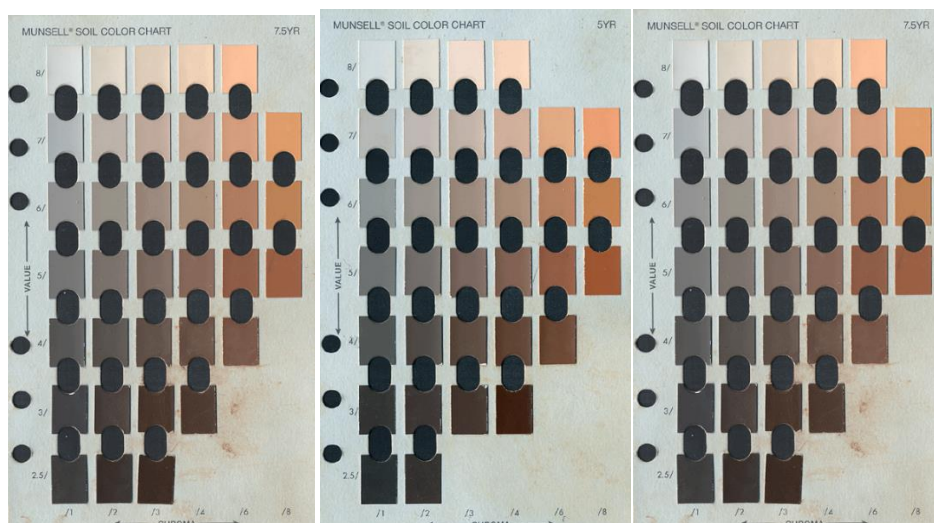 MUNSELL® SOIL COLOR CHART 7.5YR
8/
7/
6/
5/
4/
3/
2.5/
VALUE
/1 /2 /3 /4 /6 /8
CHROMA
MUNSELL® SOIL COLOR CHART 5YR
8/
7/
6/
5/
4/
3/
2.5/
VALUE
/1 /2 /3 /4 /6 /8
CHROMA
MUNSELL® SOIL COLOR CHART 7.5YR
8/
7/
6/
5/
4/
3/
2.5/
VALUE
/1 /2 /3 /4 /6 /8
CHROMA